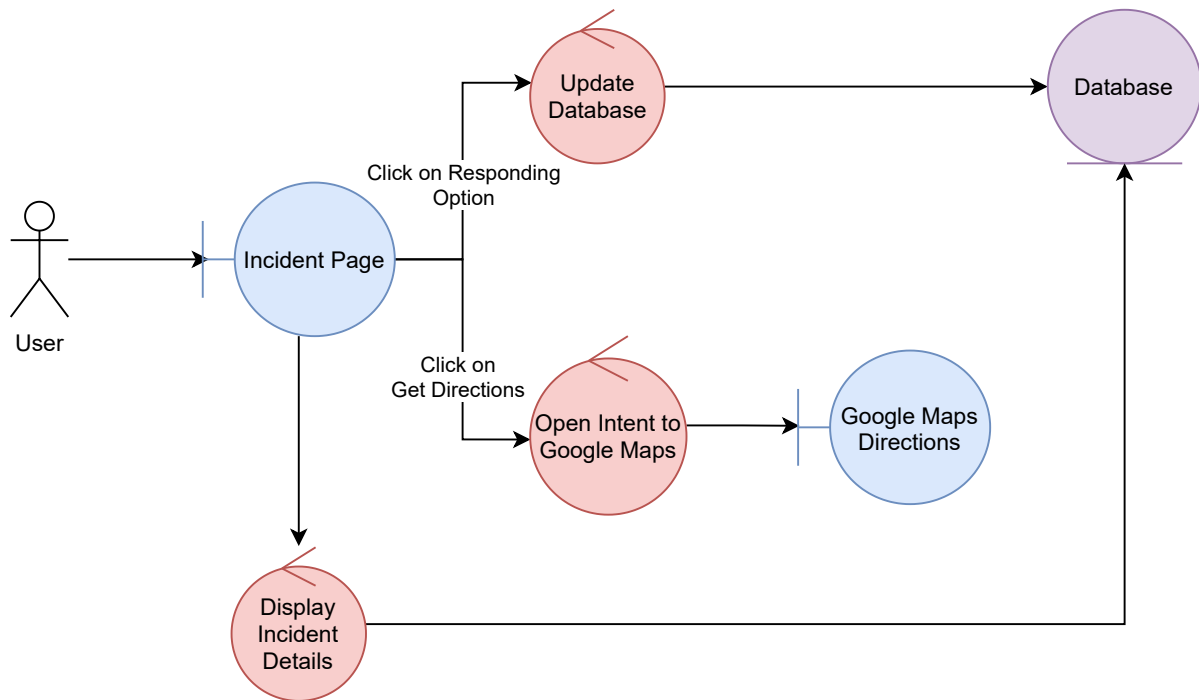 Update
Database
Database
Click on Responding
Option
Incident Page
User
Click on
Get Directions
Open Intent to
Google Maps
Google Maps
Directions
Display
Incident
Details